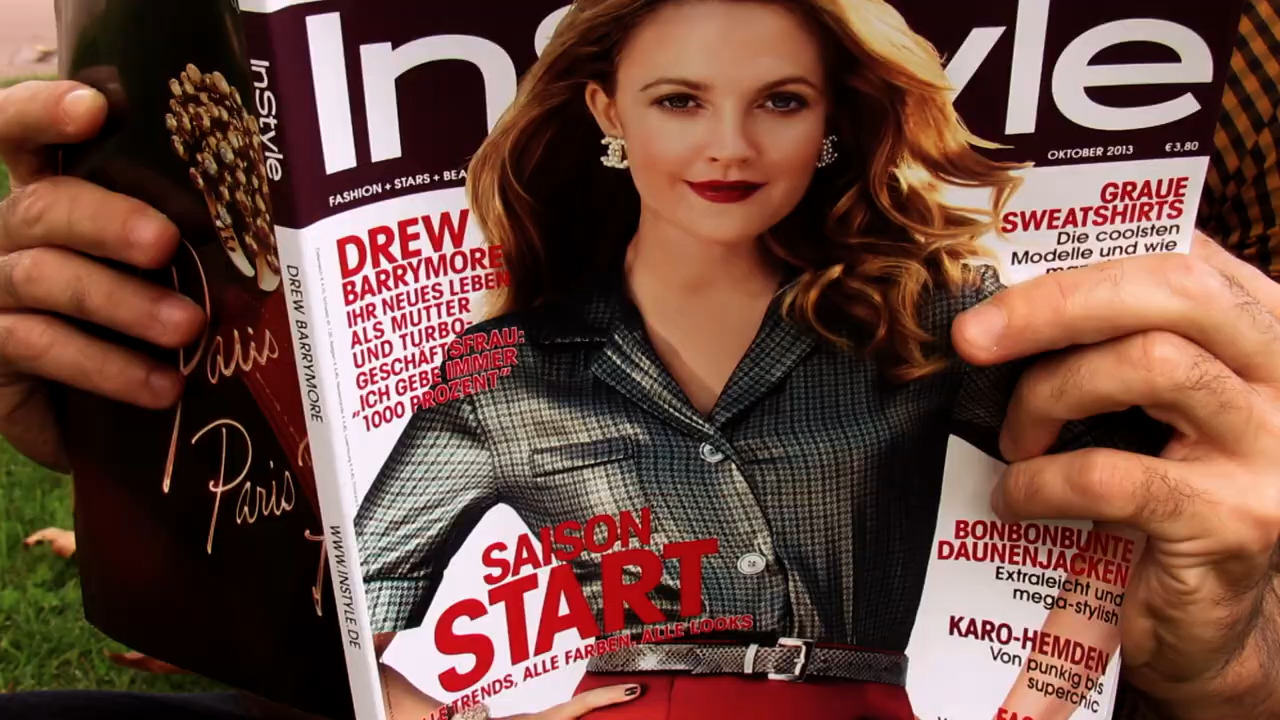 InStyle
OKTOBER 2013 €3,80
FASHION + STARS + BEA
DREW
BARRYMORE
IHR NEUES LEBEN
ALS MUTTER
UND TURBO-
GESCHÄFTSFRAU:
„ICH GEBE IMMER
1000 PROZENT"
GRAUE
SWEATSHIRTS
Die coolsten
Modelle und wie
SAISON
START
TRENDS, ALLE FARBEN, ALLE LOOKS
BONBONBUNTE
DAUNENJACKEN
Extraleicht und
mega-stylish
KARO-HEMDEN
Von punkig bis
superchic
InStyle
DREW BARRYMORE
WWW.INSTYLE.DE
Paris
Paris